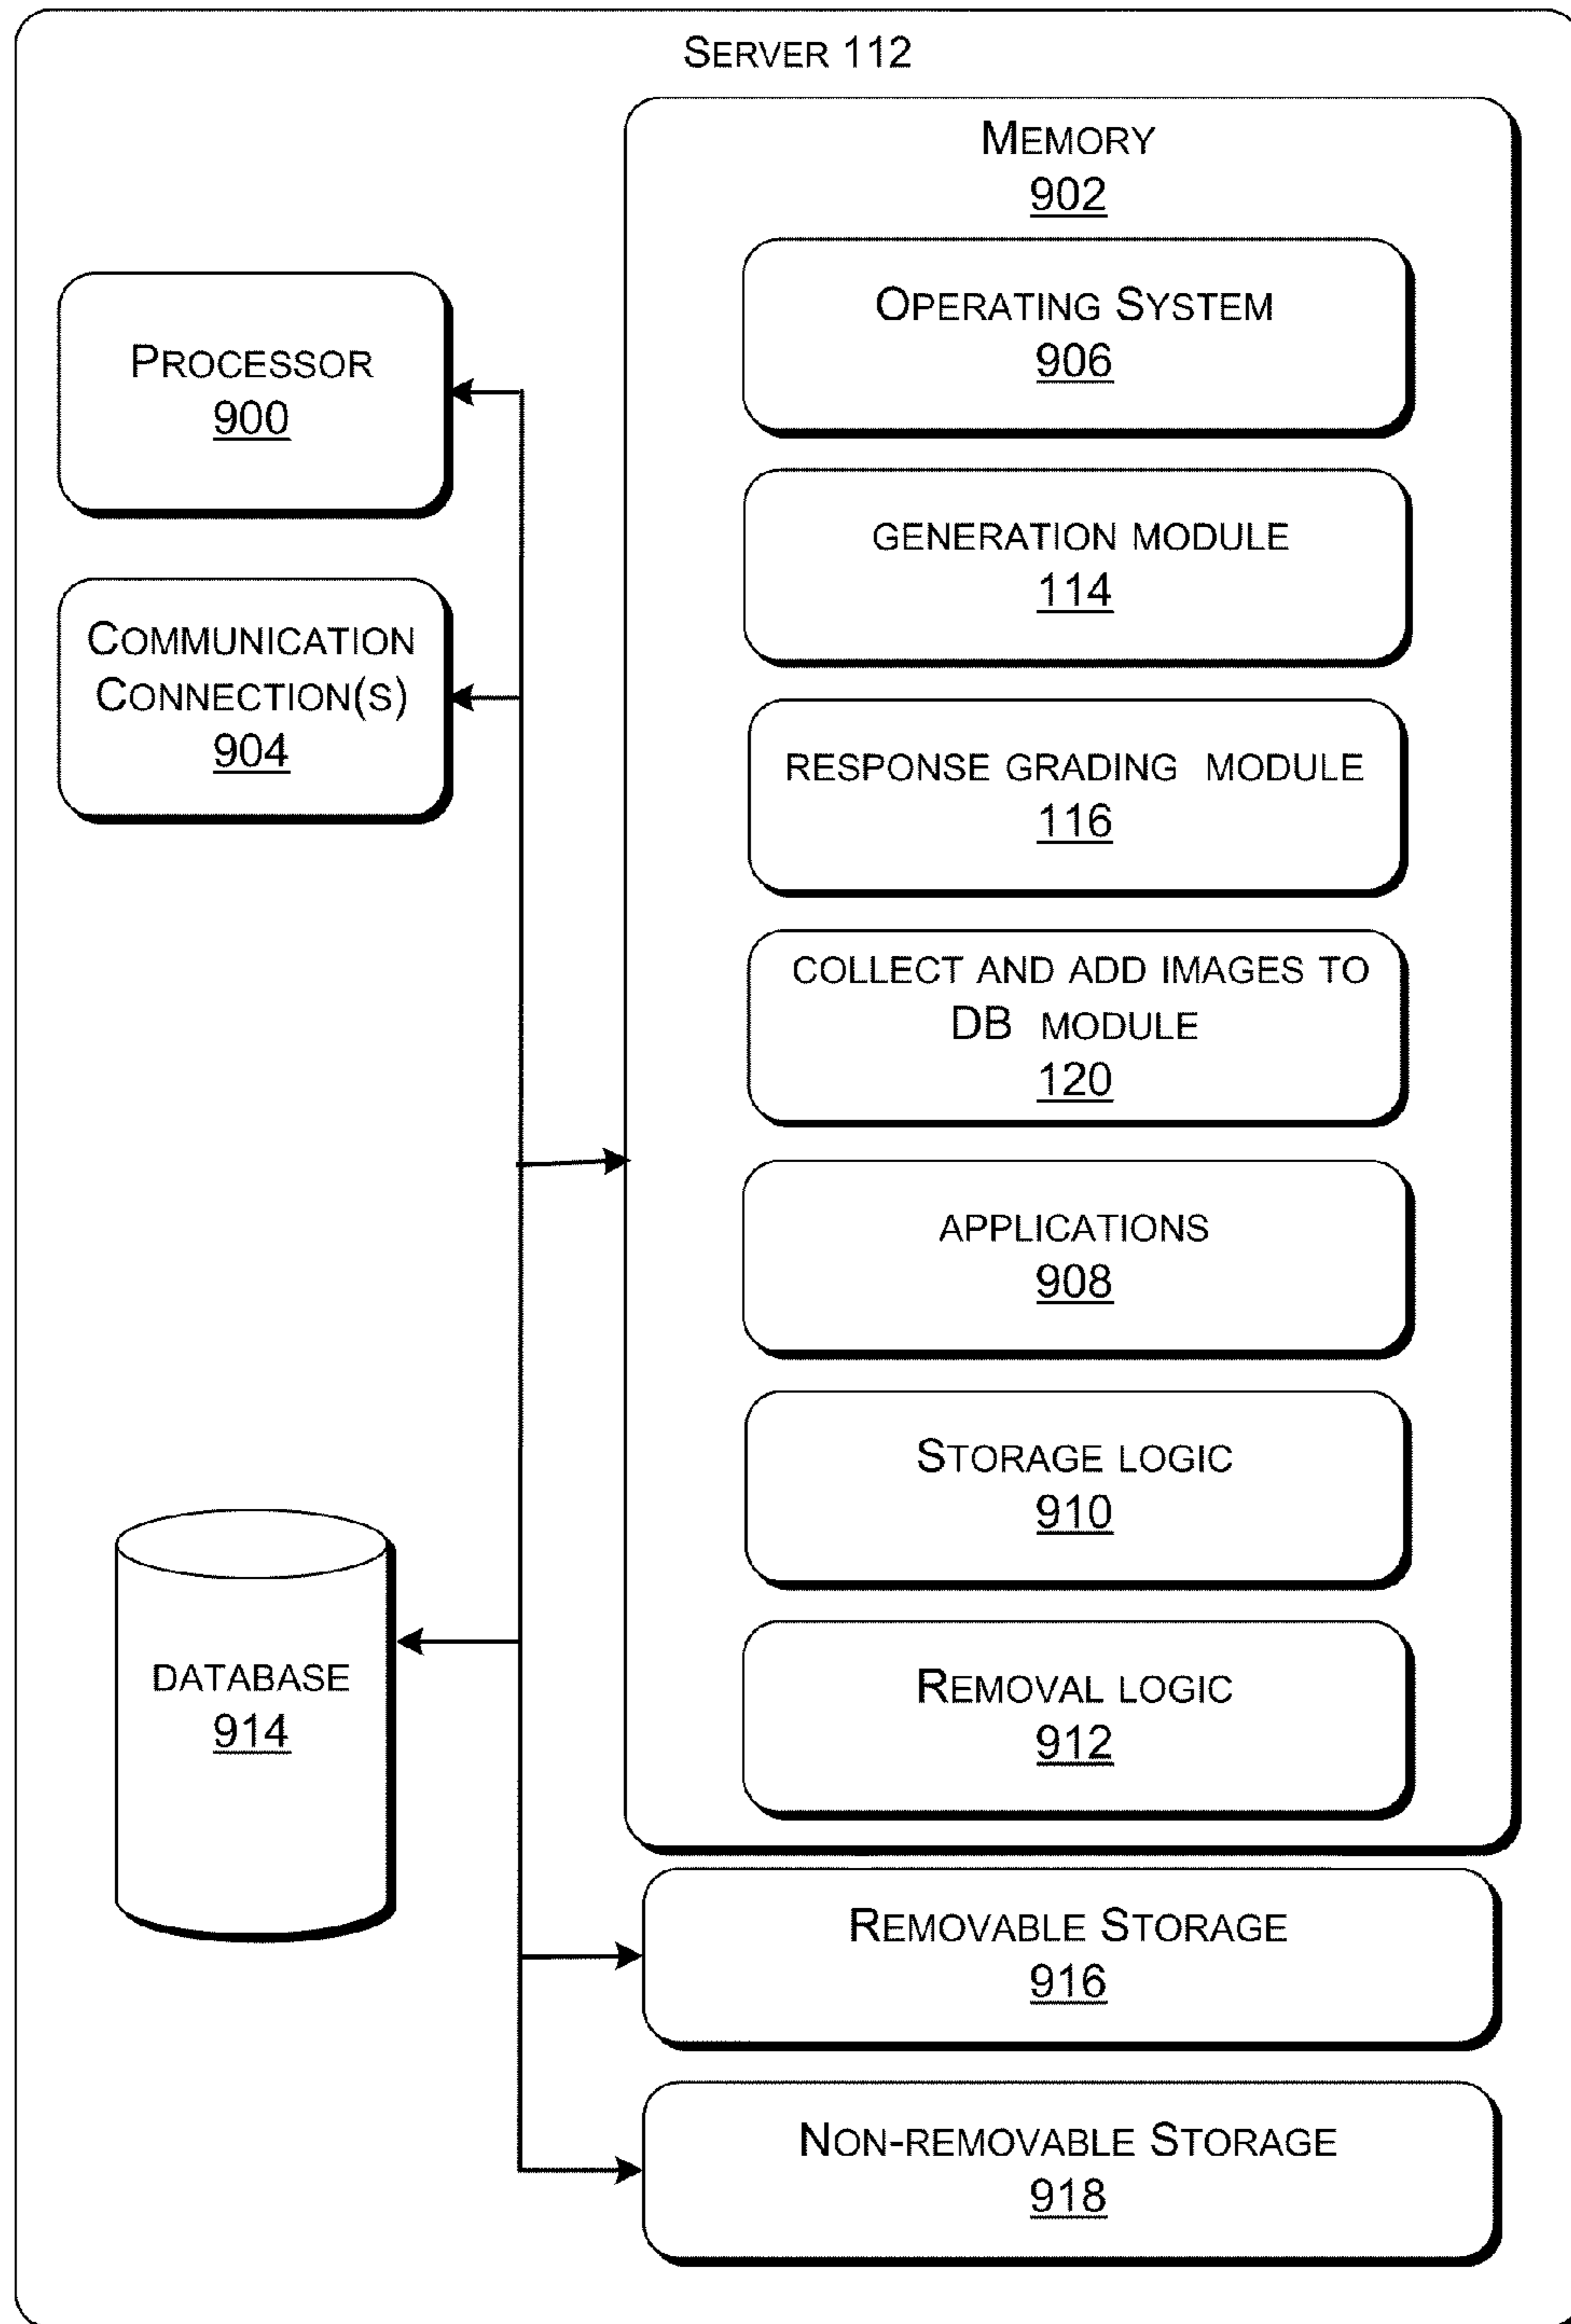 SERVER 112
MEMORY
902
OPERATING SYSTEM
906
GENERATION MODULE
114
RESPONSE GRADING MODULE
116
COLLECT AND ADD IMAGES TO
DB MODULE
120
APPLICATIONS
908
STORAGE LOGIC
910
REMOVAL LOGIC
912
PROCESSOR
900
COMMUNICATION
CONNECTION(S)
904
DATABASE
914
REMOVABLE STORAGE
916
NON-REMOVABLE STORAGE
918